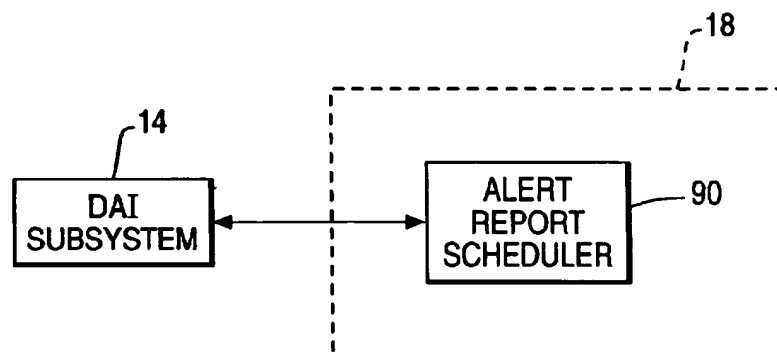 18
14
DAI
SUBSYSTEM
ALERT
REPORT
SCHEDULER
90